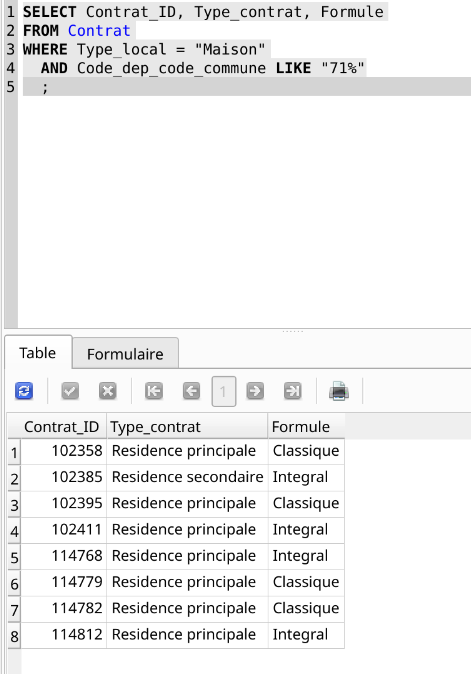 1 SELECT Contrat_ID, Type_contrat, Formule
2 FROM Contrat
3 WHERE Type_local = "Maison"
4 AND Code_dep_code_commune LIKE "71%"
5 ;
Table Formulaire
1
Contrat_ID Type_contrat Formule
1 102358 Residence principale Classique
2 102385 Residence secondaire Integral
3 102395 Residence principale Classique
4 102411 Residence principale Integral
5 114768 Residence principale Integral
6 114779 Residence principale Classique
7 114782 Residence principale Classique
8 114812 Residence principale Integral